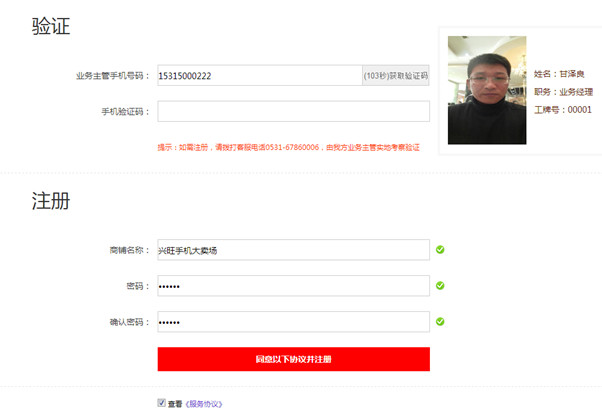 验证
业务主管手机号码： 15315000222 (103秒)获取验证码
姓名：甘泽良
职务：业务经理
工牌号：00001
手机验证码：
提示：如需注册，请拨打客服电话0531-67860006，由我方业务主管实地考察验证
注册
商铺名称： 兴旺手机大卖场
密码： ••••••
确认密码： ••••••
同意以下协议并注册
查看《服务协议》